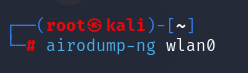 ┌──(root㉿kali)-[~]
└─# airodump-ng wlan0